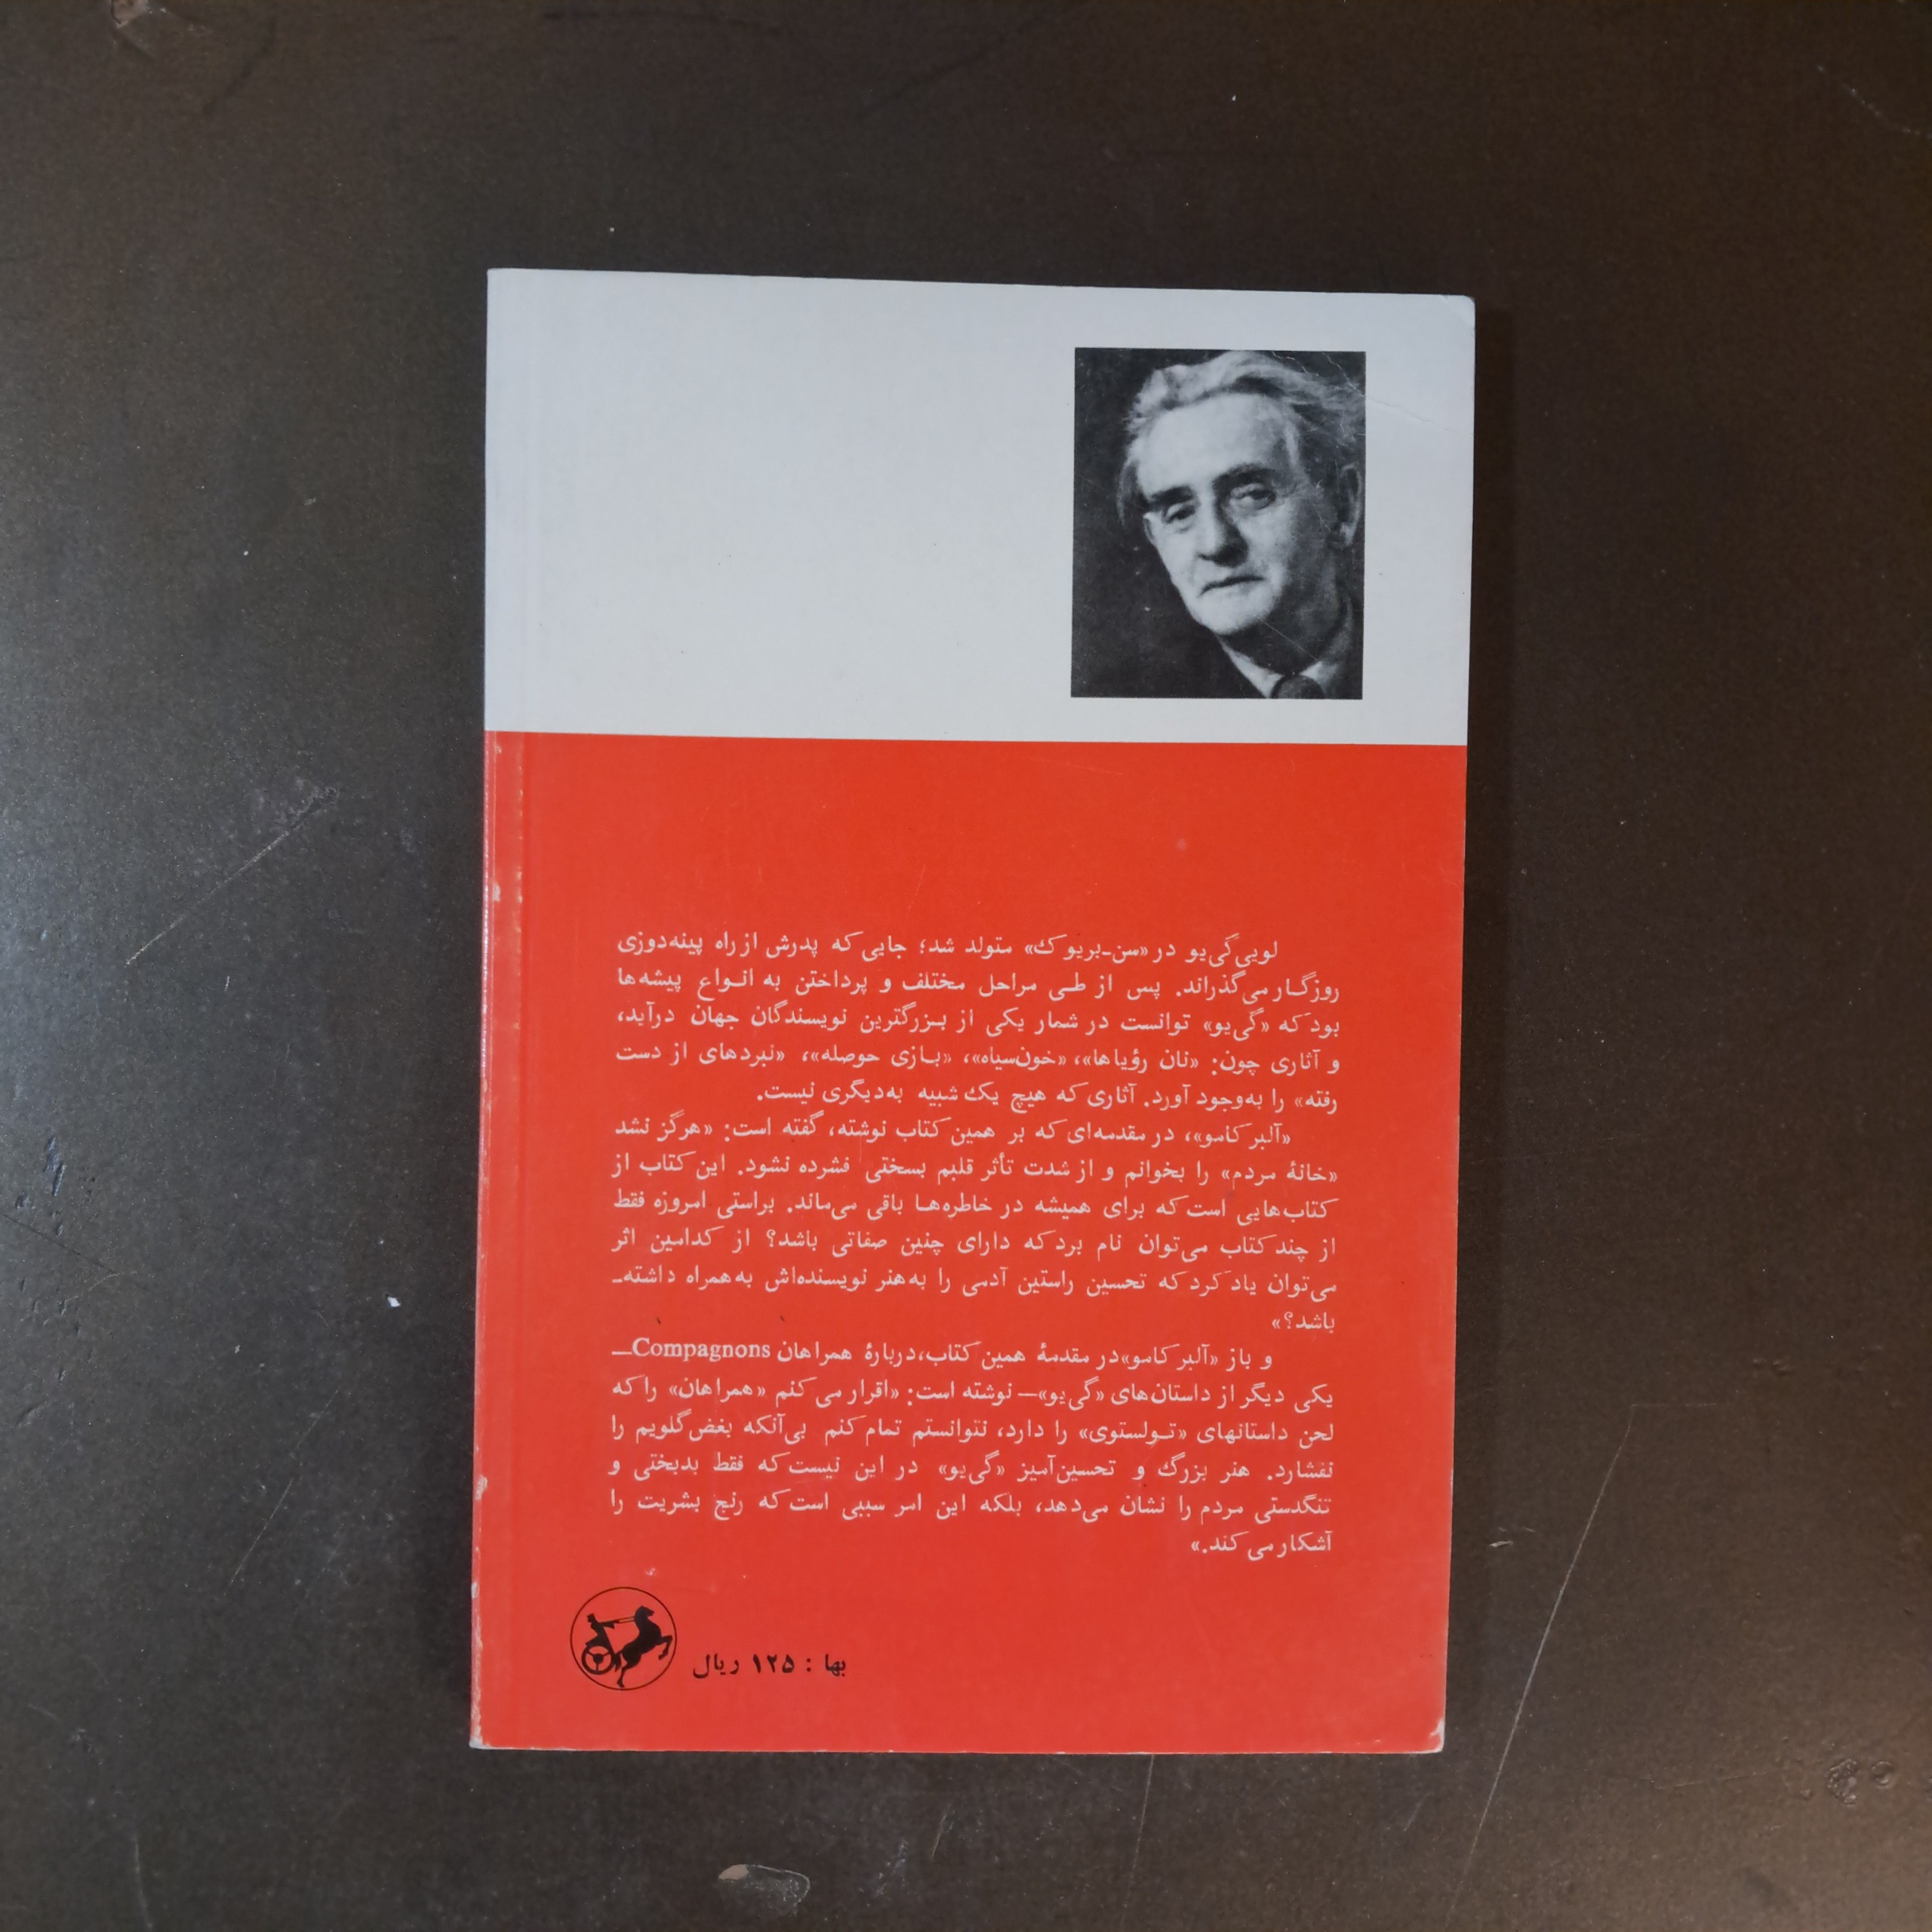 لویی‌گی‌یو در «سن-بریوک» متولد شد؛ جایی‌که پدرش از راه پینه‌دوزی
روزگار می‌گذراند. پس از طی مراحل مختلف و پرداختن به انواع پیشه‌ها
بود که «گی‌یو» توانست در شمار یکی از بزرگترین نویسندگان جهان درآید،
و آثاری چون: «نان رؤیاها»، «خون‌سیاه»، «بازی حوصله»، «نبردهای از دست
رفته» را به‌وجود آورد. آثاری که هیچ یک شبیه به‌دیگری نیست.
«آلبر کامو»، در مقدمه‌ای که بر همین کتاب نوشته، گفته است: «هرگز نشد
«خانهٔ مردم» را بخوانم و از شدت تأثر قلبم بسختی فشرده نشود. این کتاب از
کتاب‌هایی است که برای همیشه در خاطره‌ها باقی می‌ماند. براستی امروزه فقط
از چند کتاب می‌توان نام برد که دارای چنین صفاتی باشد؟ از کدامین اثر
می‌توان یاد کرد که تحسین راستین آدمی را به‌هنر نویسنده‌اش به‌همراه داشته-
باشد؟»
و باز «آلبر کامو» در مقدمهٔ همین کتاب، دربارهٔ همراهان Compagnons —
یکی دیگر از داستان‌های «گی‌یو» — نوشته است: «اقرار می‌کنم «همراهان» را که
لحن داستانهای «تولستوی» را دارد، نتوانستم تمام کنم بی‌آنکه بغض گلویم را
نفشارد. هنر بزرگ و تحسین‌آمیز «گی‌یو» در این نیست که فقط بدبختی و
تنگدستی مردم را نشان می‌دهد، بلکه این امر سببی است که رنج بشریت را
آشکار می‌کند.»
بها : ۱۲۵ ریال